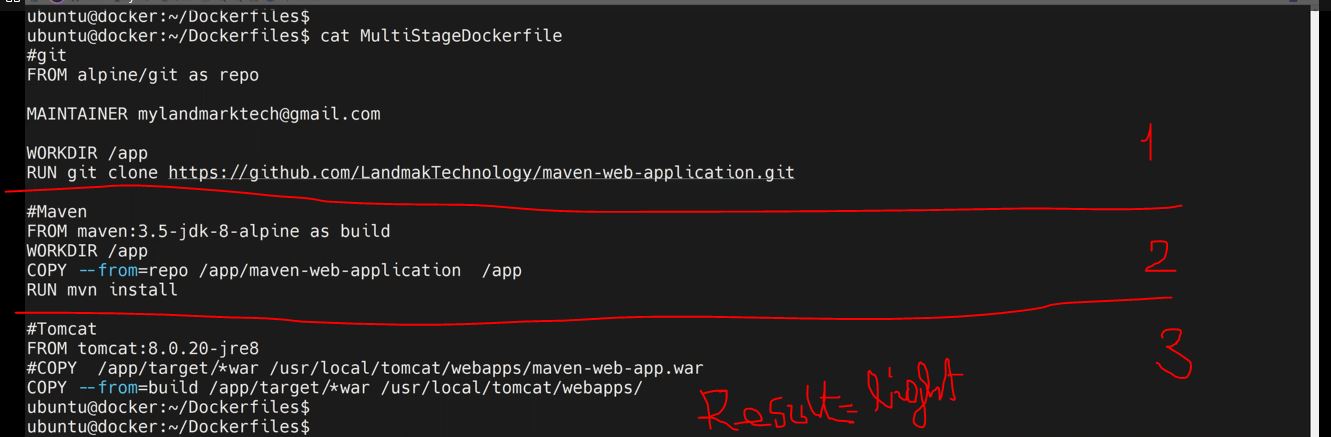 ubuntu@docker:~/Dockerfiles$
ubuntu@docker:~/Dockerfiles$ cat MultiStageDockerfile
#git
FROM alpine/git as repo
MAINTAINER mylandmarktech@gmail.com
WORKDIR /app
1
RUN git clone https://github.com/LandmakTechnology/maven-web-application.git
#Maven
FROM maven:3.5-jdk-8-alpine as build
WORKDIR /app
2
COPY --from=repo /app/maven-web-application  /app
RUN mvn install
#Tomcat
FROM tomcat:8.0.20-jre8
3
#COPY  /app/target/*war /usr/local/tomcat/webapps/maven-web-app.war
COPY --from=build /app/target/*war /usr/local/tomcat/webapps/
Result= light
ubuntu@docker:~/Dockerfiles$
ubuntu@docker:~/Dockerfiles$